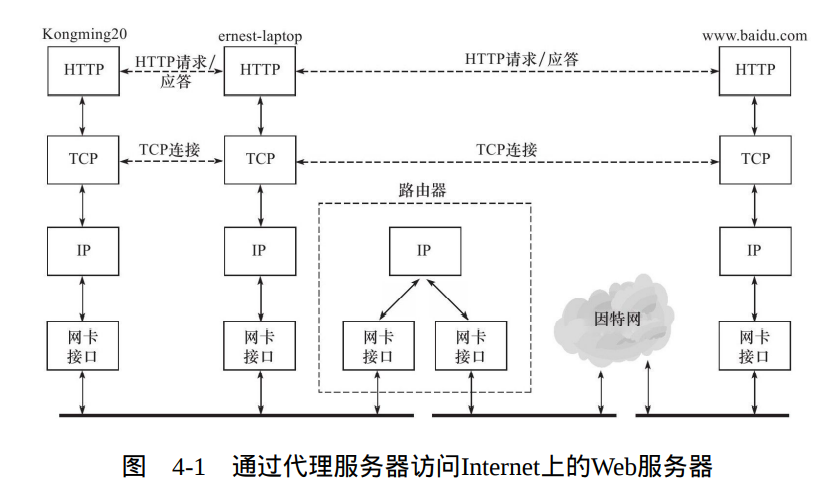 Kongming20
ernest-laptop
www.baidu.com
HTTP
HTTP请求/
应答
HTTP
HTTP请求/应答
HTTP
TCP
TCP连接
TCP
TCP连接
TCP
路由器
IP
IP
IP
IP
因特网
网卡
接口
网卡
接口
网卡
接口
网卡
接口
网卡
接口
图 4-1 通过代理服务器访问Internet上的Web服务器